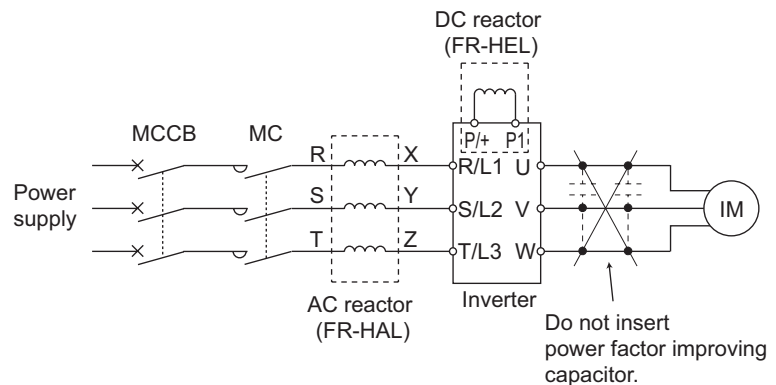 DC reactor
(FR-HEL)
MCCB
MC
R
X
P/+
P1
R/L1
U
Power
supply
S
Y
S/L2
V
IM
T
Z
T/L3
W
AC reactor
(FR-HAL)
Inverter
Do not insert
power factor improving
capacitor.